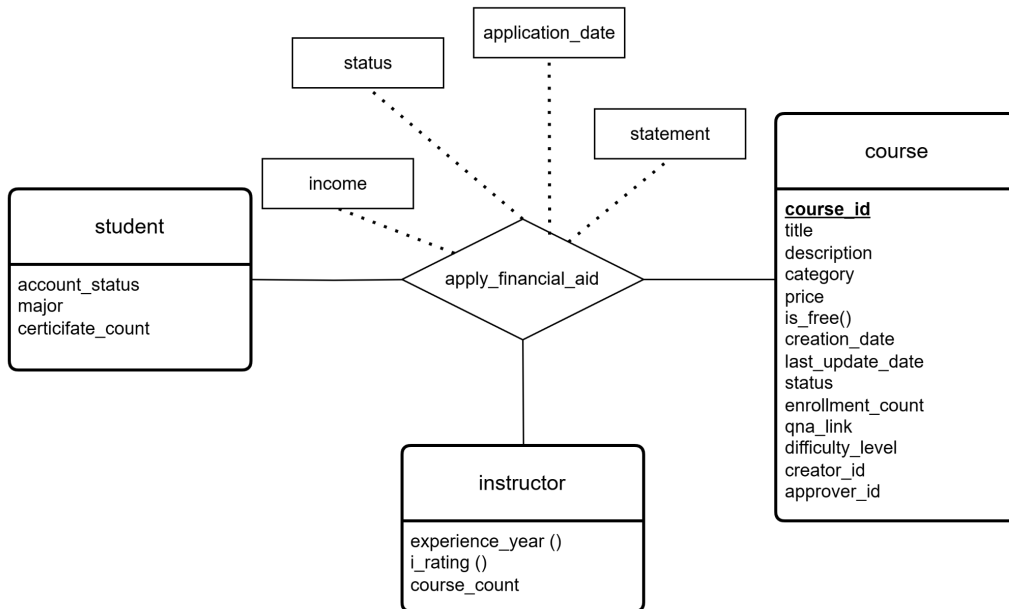 application_date
status
statement
income
student
account_status
major
certicifate_count
apply_financial_aid
course
course_id
title
description
category
price
is_free()
creation_date
last_update_date
status
enrollment_count
qna_link
difficulty_level
creator_id
approver_id
instructor
experience_year ()
i_rating ()
course_count